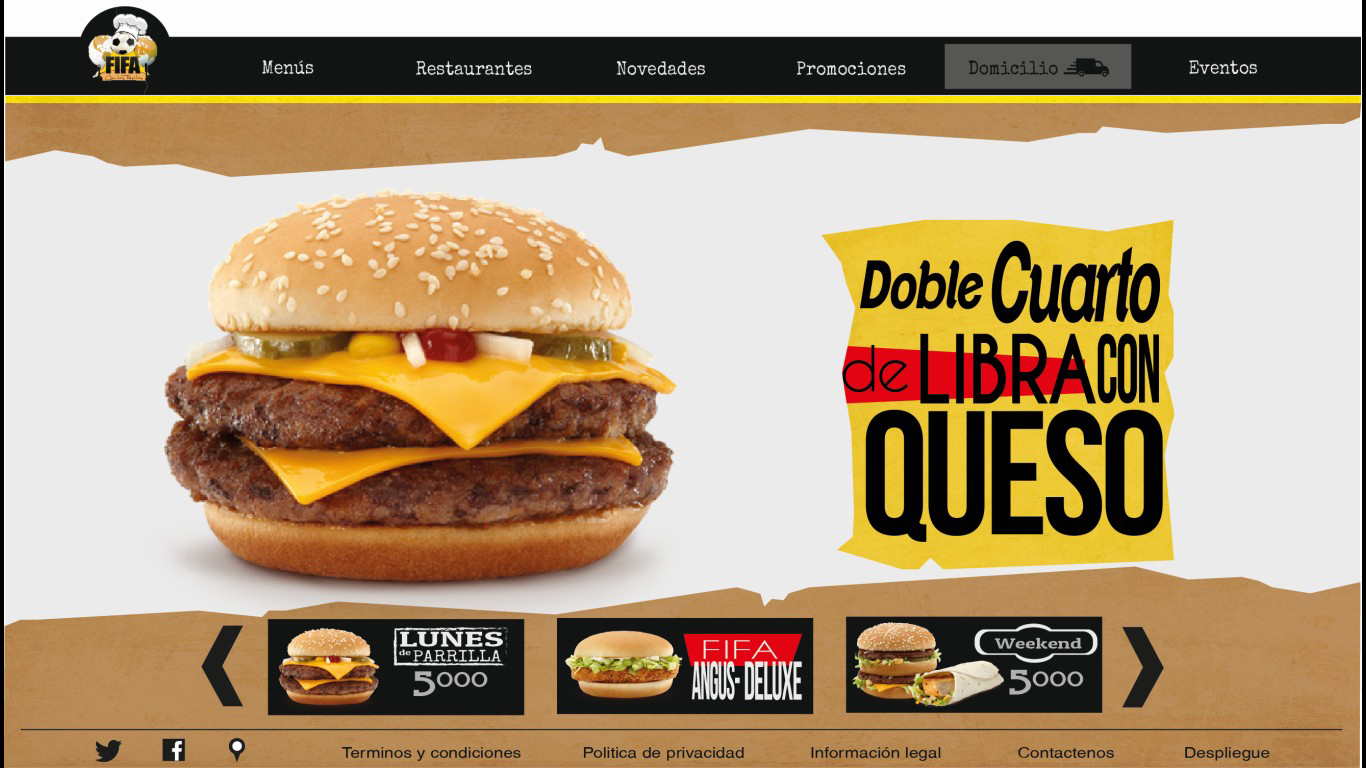 FIFA
Menús
Restaurantes
Novedades
Promociones
Domicilio
Eventos
Doble Cuarto
de LIBRA CON
QUESO
LUNES
de PARRILLA
5000
FIFA
ANGUS- DELUXE
Weekend
5000
Terminos y condiciones
Politica de privacidad
Información legal
Contactenos
Despliegue